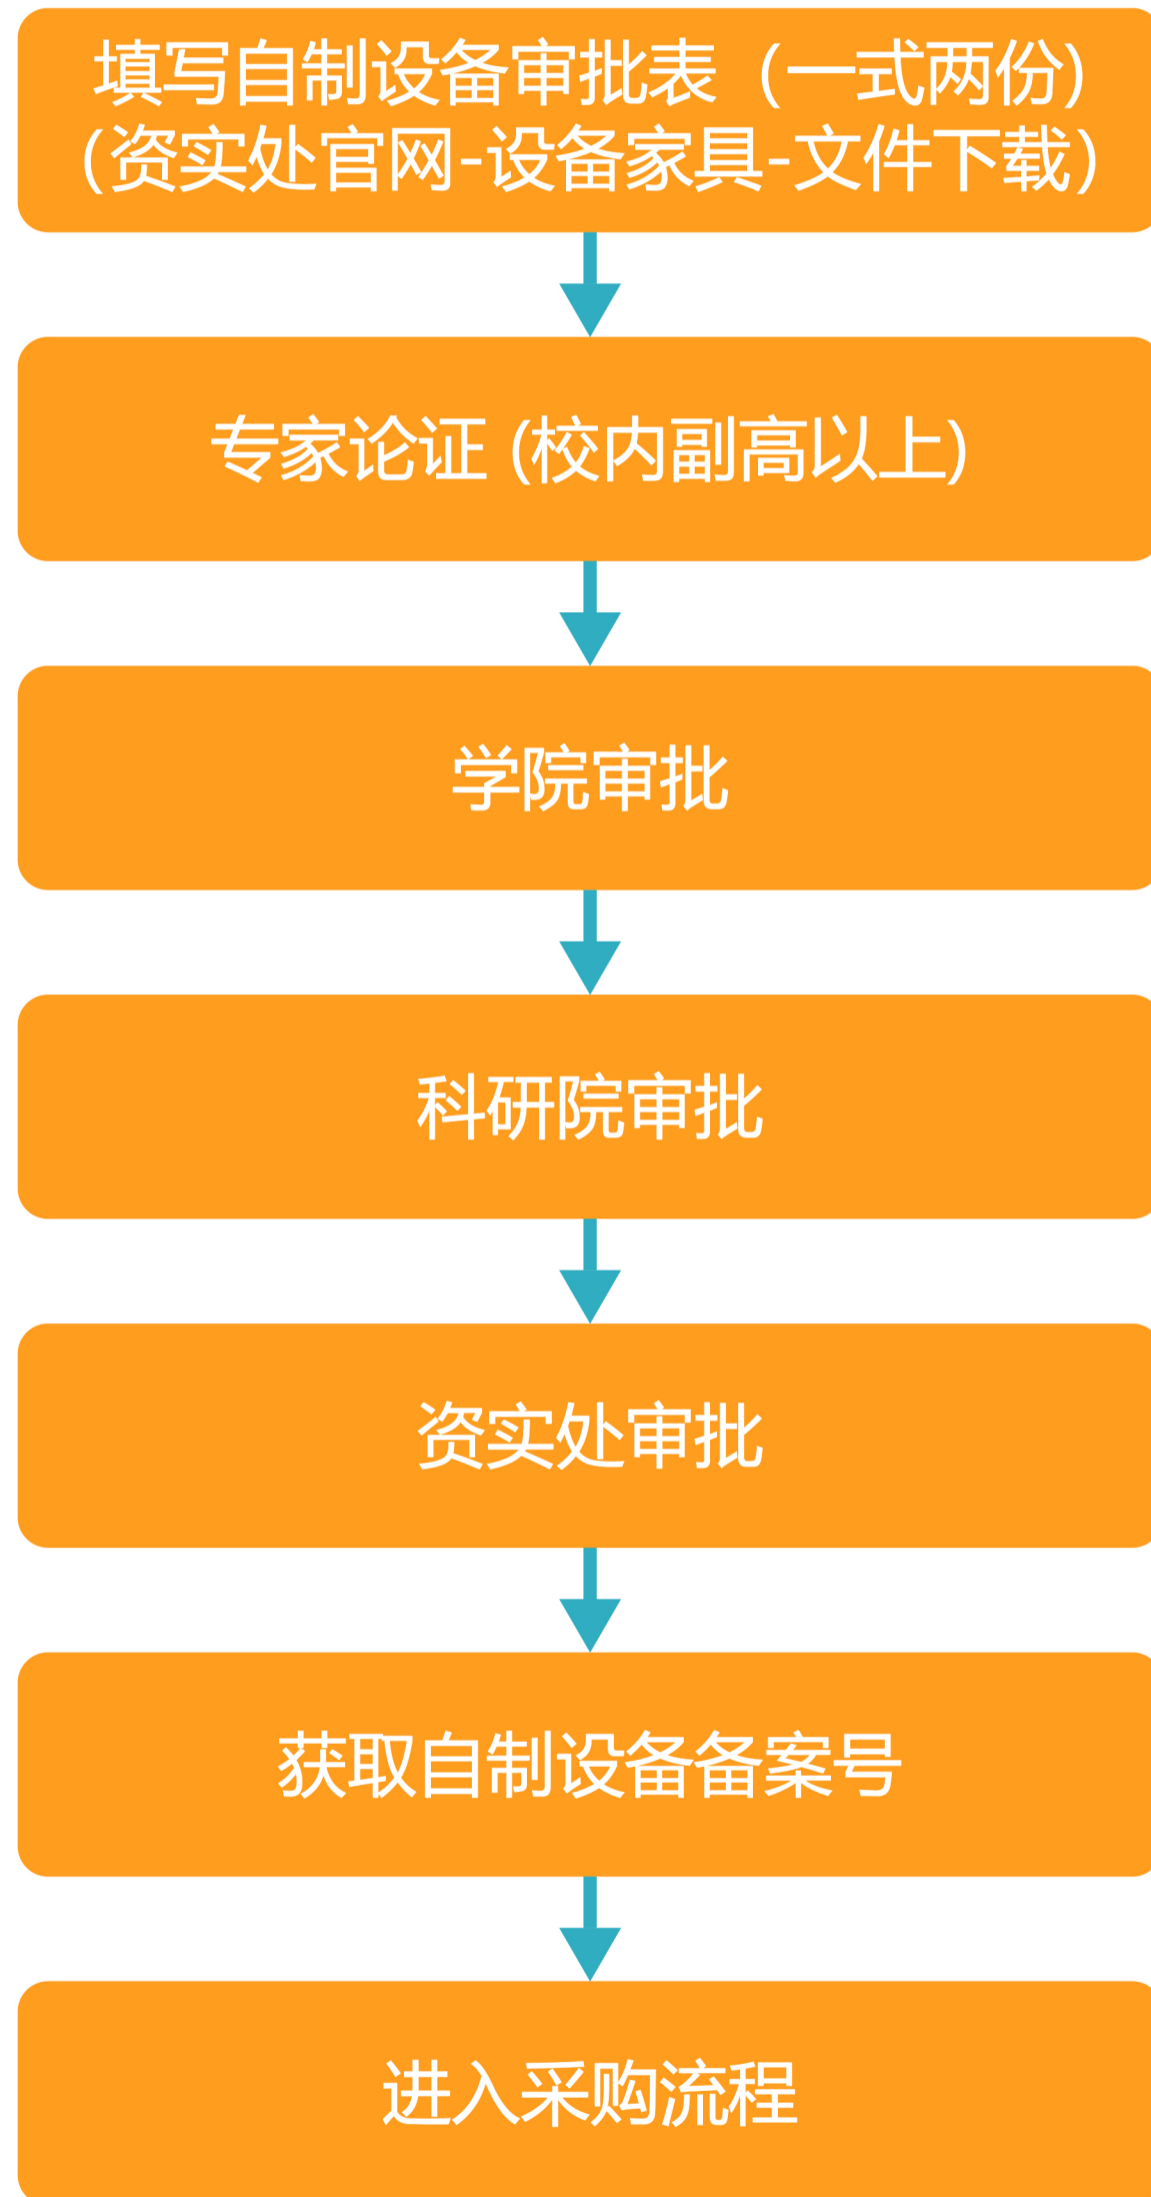 填写自制设备审批表（一式两份）
(资实处官网-设备家具-文件下载)
专家论证 (校内副高以上)
学院审批
科研院审批
资实处审批
获取自制设备备案号
进入采购流程